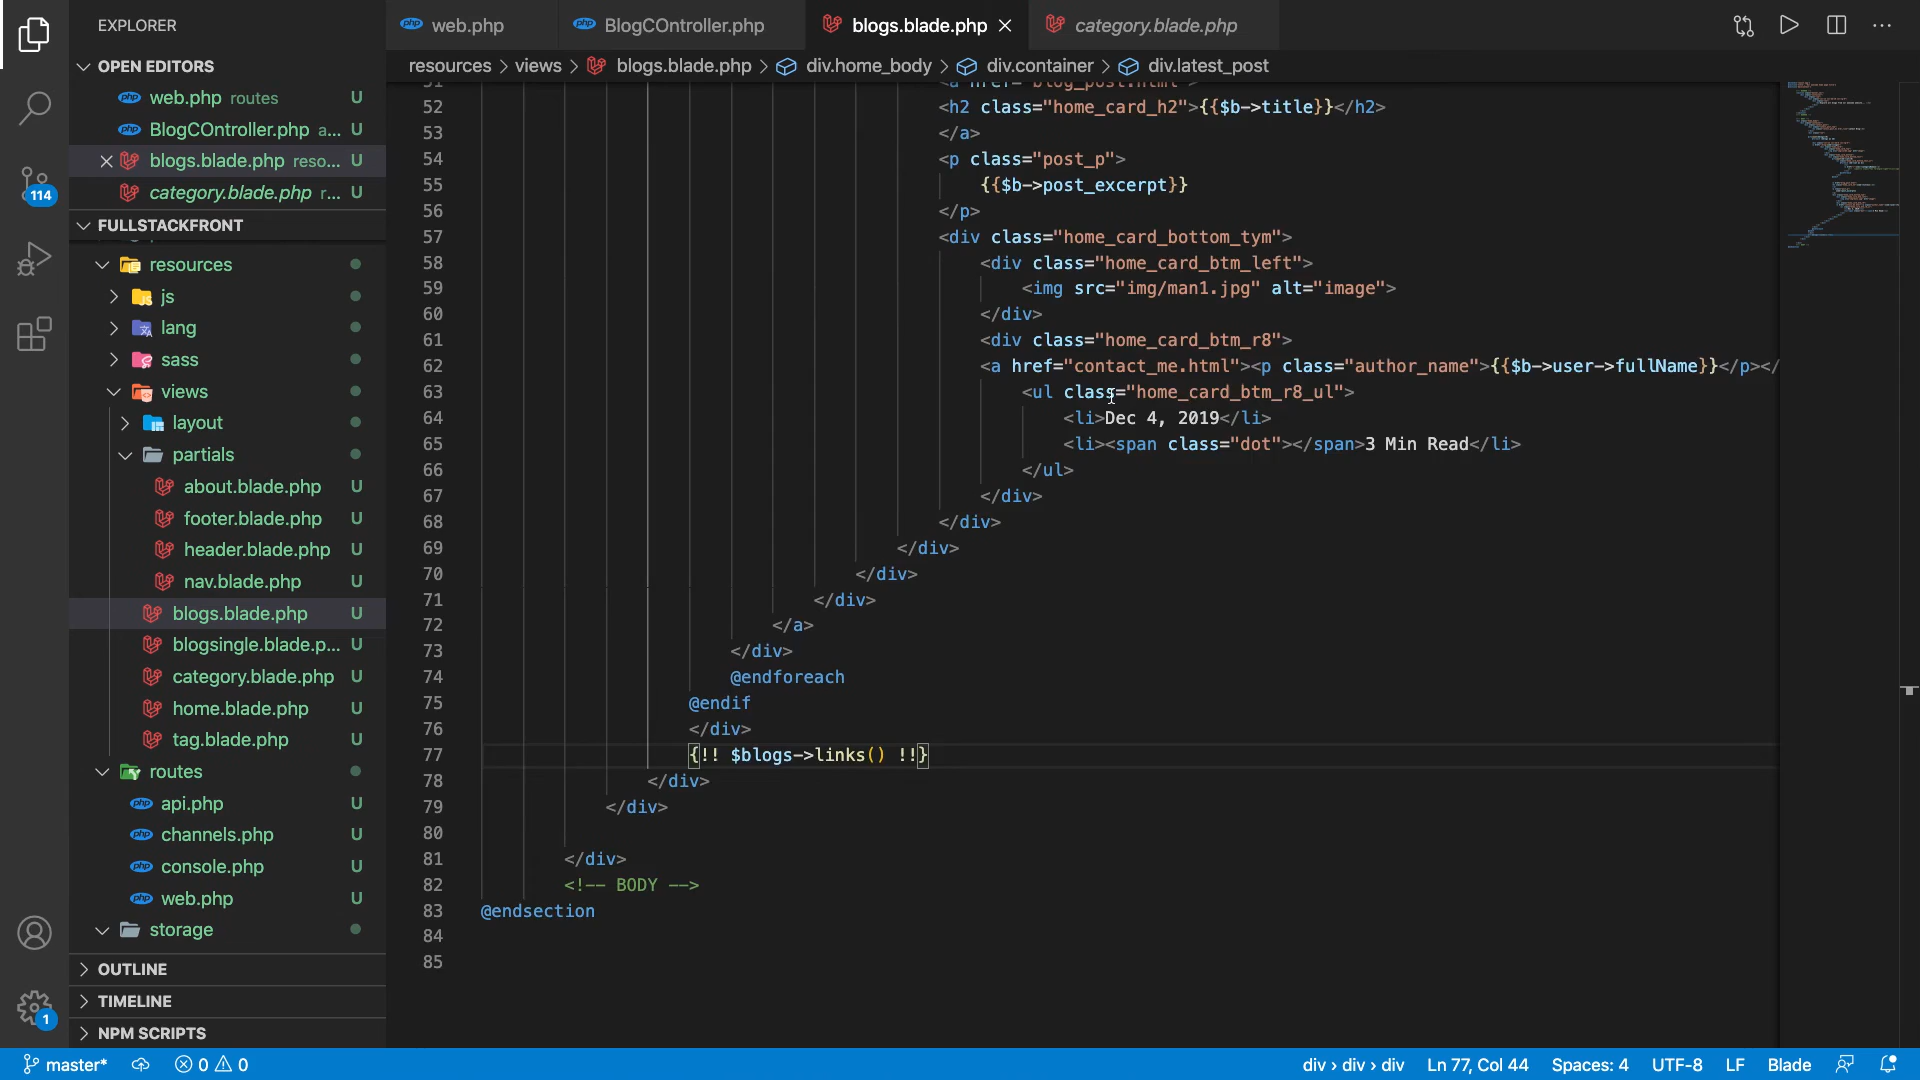 EXPLORER
OPEN EDITORS
web.php routes U
BlogCOntroller.php a... U
blogs.blade.php reso... U
category.blade.php r... U
FULLSTACKFRONT
resources
js
lang
sass
views
layout
partials
about.blade.php U
footer.blade.php U
header.blade.php U
nav.blade.php U
blogs.blade.php U
blogsingle.blade.p... U
category.blade.php U
home.blade.php U
tag.blade.php U
routes
api.php U
channels.php U
console.php U
web.php U
storage
OUTLINE
TIMELINE
NPM SCRIPTS
114
1
web.php BlogCOntroller.php blogs.blade.php category.blade.php
resources > views > blogs.blade.php > div.home_body > div.container > div.latest_post
51 <a href="blog_post.html">
52 <h2 class="home_card_h2">{{$b->title}}</h2>
53 </a>
54 <p class="post_p">
55 {{$b->post_excerpt}}
56 </p>
57 <div class="home_card_bottom_tym">
58 <div class="home_card_btm_left">
59 <img src="img/man1.jpg" alt="image">
60 </div>
61 <div class="home_card_btm_r8">
62 <a href="contact_me.html"><p class="author_name">{{$b->user->fullName}}</p></
63 <ul class="home_card_btm_r8_ul">
64 <li>Dec 4, 2019</li>
65 <li><span class="dot"></span>3 Min Read</li>
66 </ul>
67 </div>
68 </div>
69 </div>
70 </div>
71 </div>
72 </a>
73 </div>
74 @endforeach
75 @endif
76 </div>
77 {!! $blogs->links() !!}
78 </div>
79 </div>
80
81 </div>
82 <!-- BODY -->
83 @endsection
84
85
master* 0 0 div > div > div Ln 77, Col 44 Spaces: 4 UTF-8 LF Blade